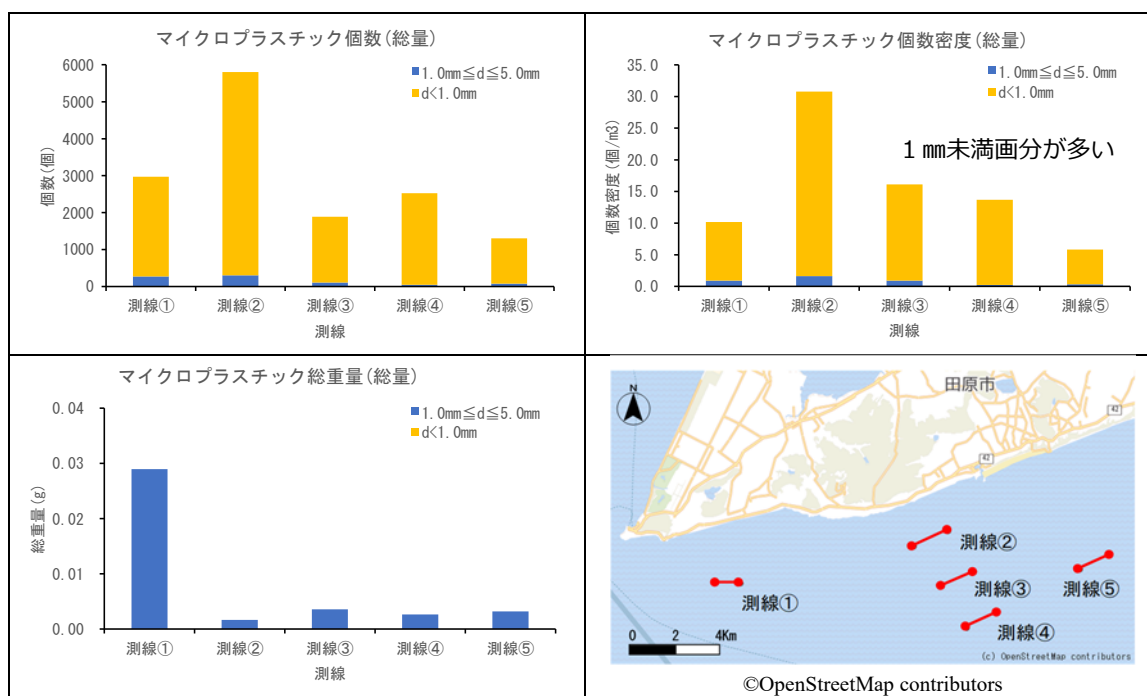 マイクロプラスチック個数(総量)
1.0mm≦d≦5.0mm
d<1.0mm
個数(個)
6000
5000
4000
3000
2000
1000
0
測線① 測線② 測線③ 測線④ 測線⑤
測線
マイクロプラスチック個数密度(総量)
1.0mm≦d≦5.0mm
d<1.0mm
1㎜未満画分が多い
個数密度(個/m3)
35.0
30.0
25.0
20.0
15.0
10.0
5.0
0.0
測線① 測線② 測線③ 測線④ 測線⑤
測線
マイクロプラスチック総重量(総量)
1.0mm≦d≦5.0mm
d<1.0mm
総重量(g)
0.04
0.03
0.02
0.01
0.00
測線① 測線② 測線③ 測線④ 測線⑤
測線
田原市
N
42
42
測線②
測線③
測線⑤
測線①
測線④
0 2 4Km
(c) OpenStreetMap contributors
©OpenStreetMap contributors